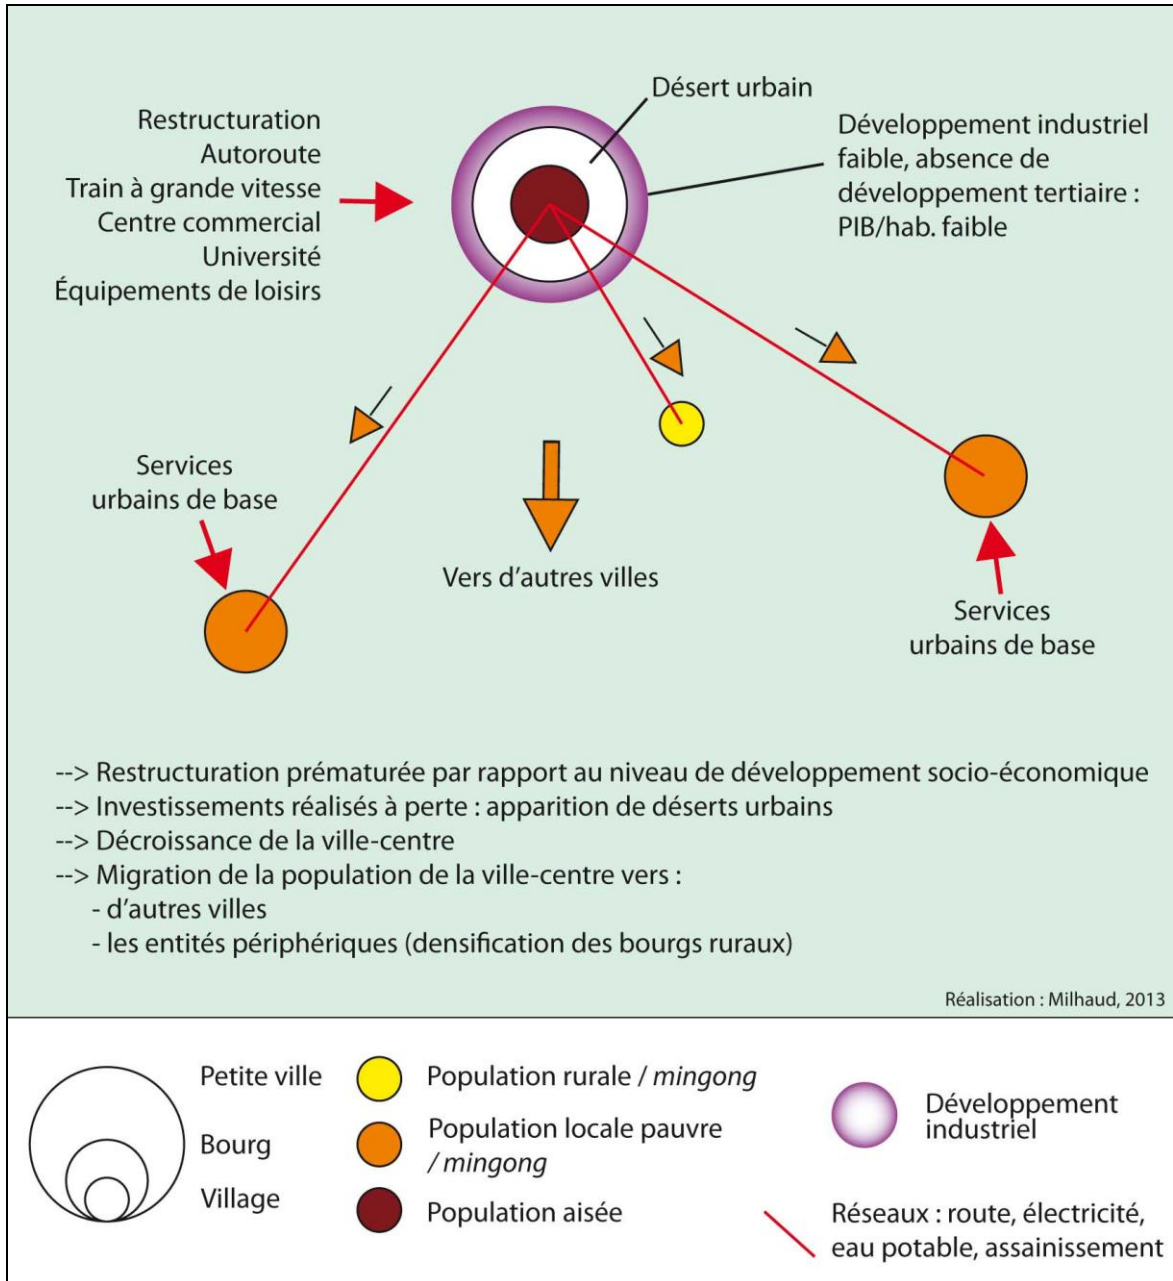 Restructuration
Autoroute
Train à grande vitesse
Centre commercial
Université
Équipements de loisirs
Désert urbain
Développement industriel
faible, absence de
développement tertiaire :
PIB/hab. faible
Services
urbains de base
Vers d'autres villes
Services
urbains de base
--> Restructuration prématurée par rapport au niveau de développement socio-économique
--> Investissements réalisés à perte : apparition de déserts urbains
--> Décroissance de la ville-centre
--> Migration de la population de la ville-centre vers :
- d'autres villes
- les entités périphériques (densification des bourgs ruraux)
Réalisation : Milhaud, 2013
Petite ville
Bourg
Village
Population rurale / mingong
Population locale pauvre
/ mingong
Population aisée
Développement
industriel
Réseaux : route, électricité,
eau potable, assainissement